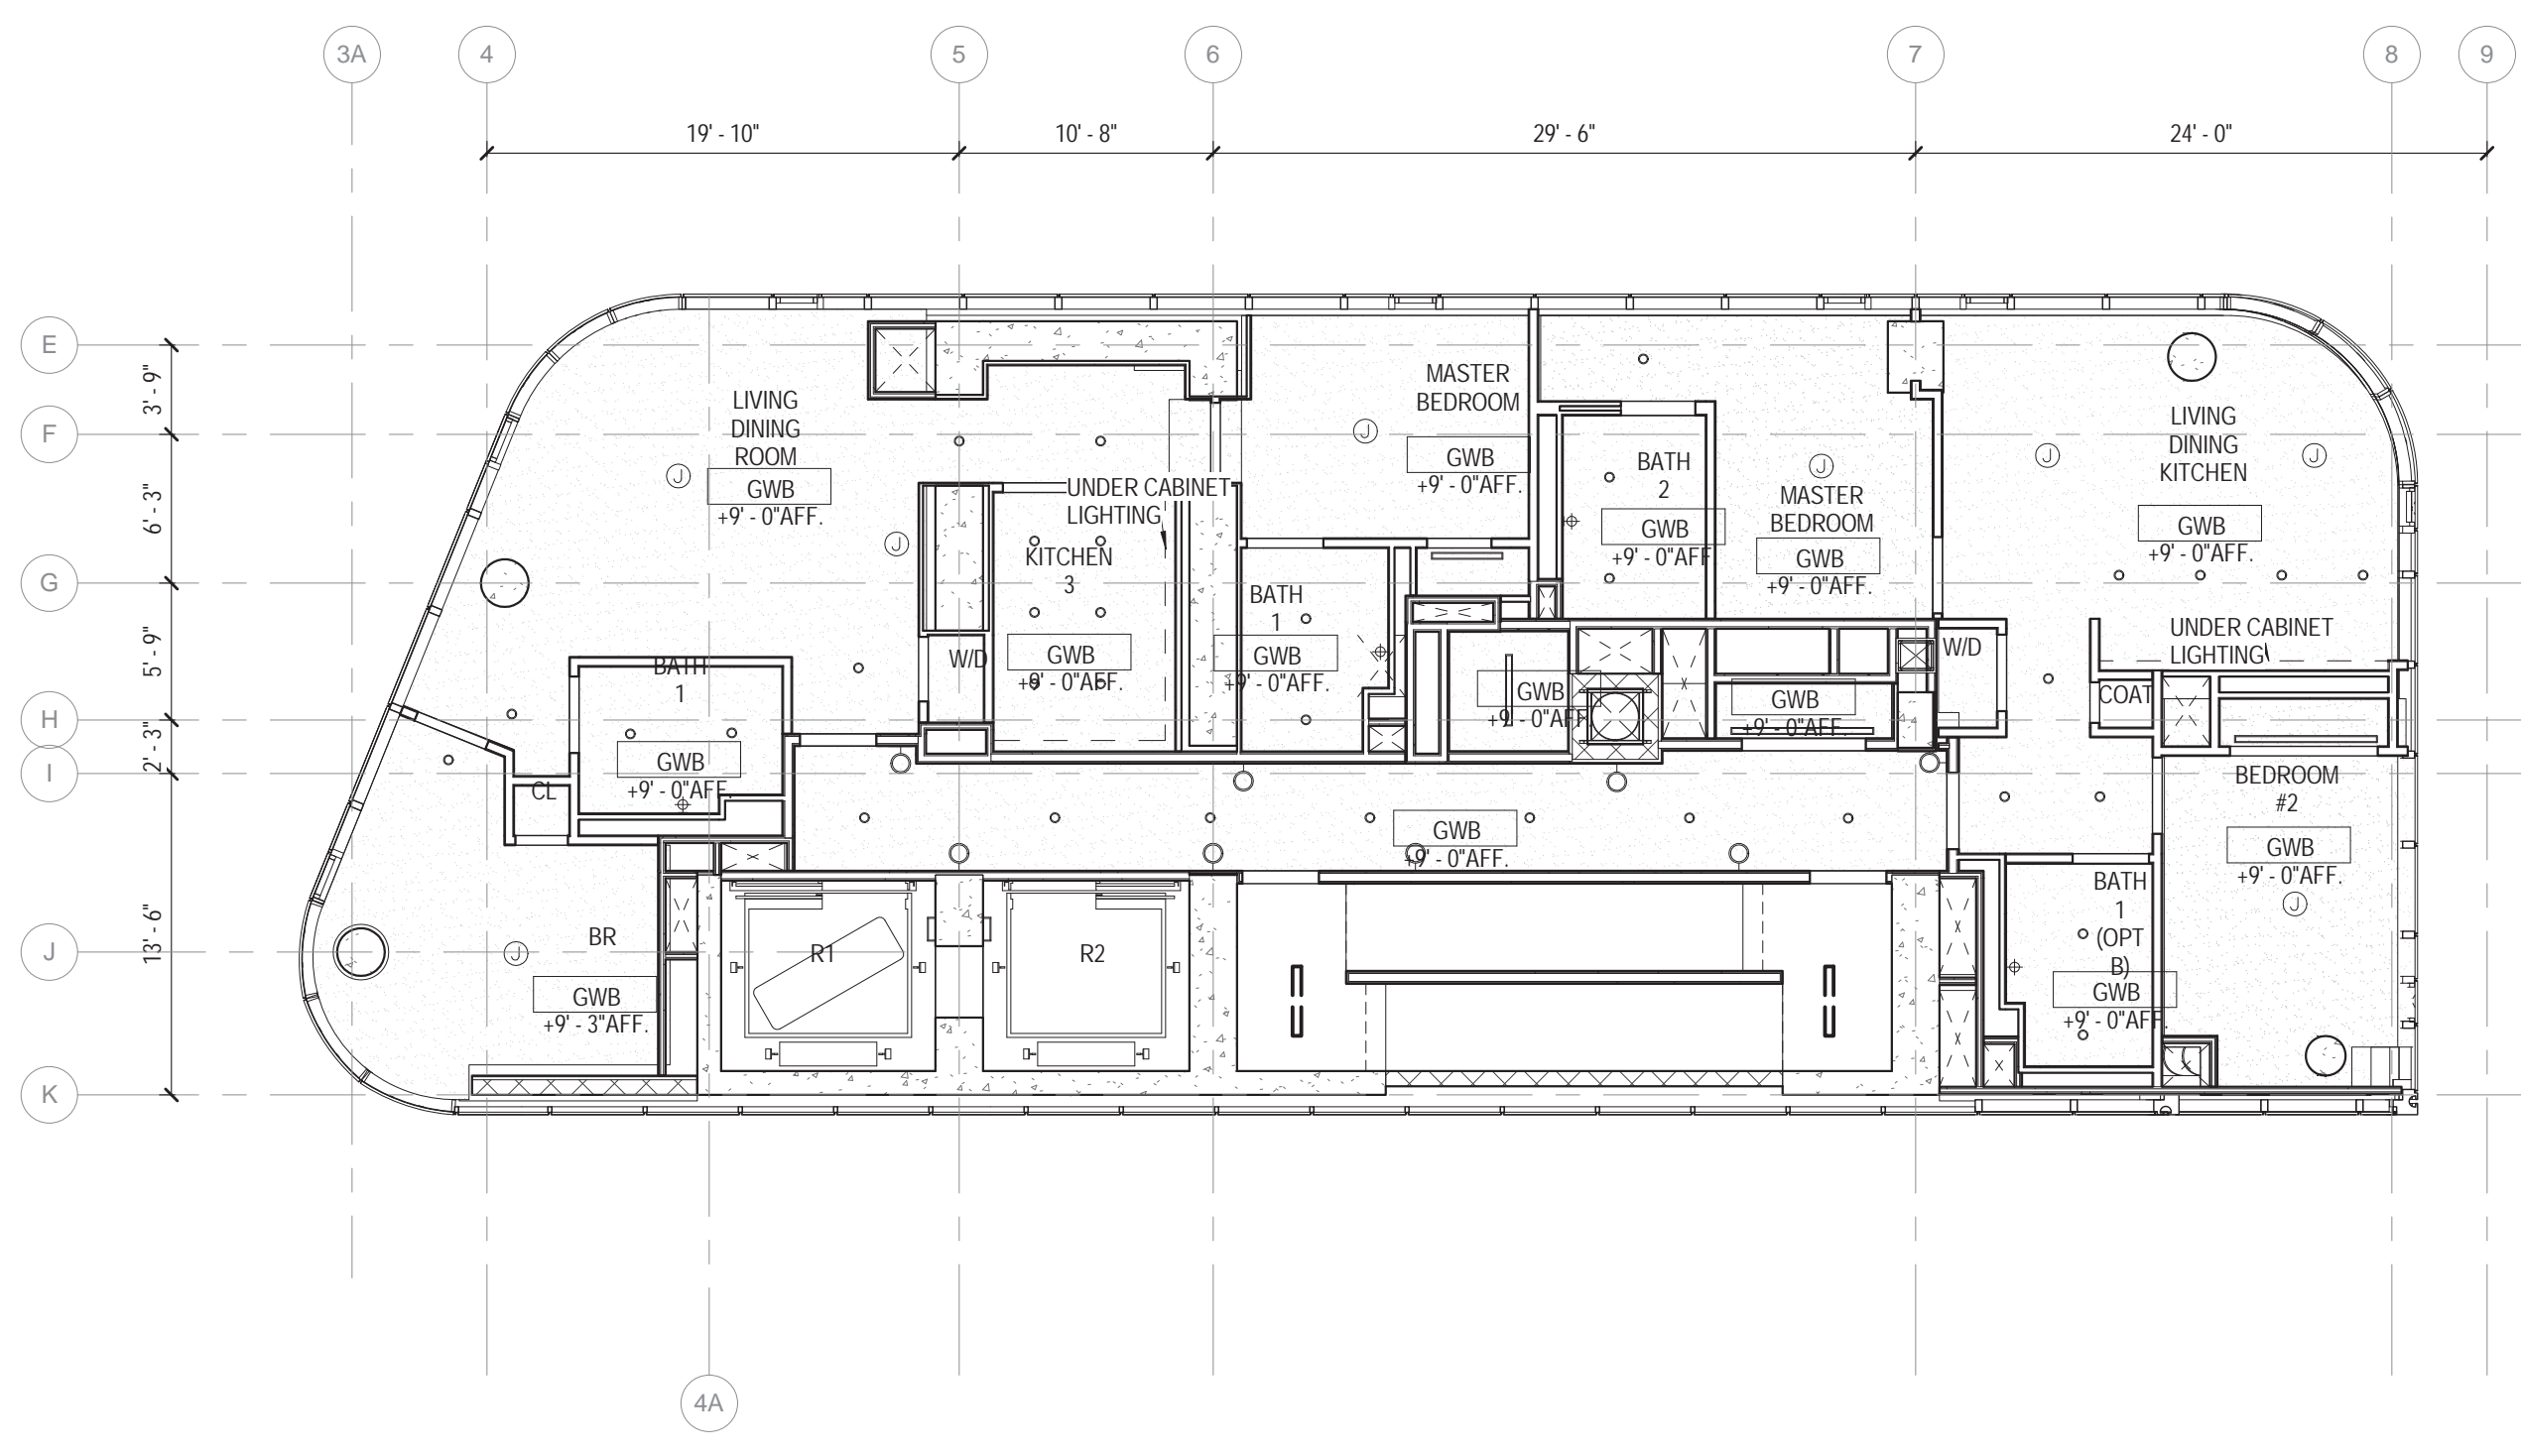 3A 4 5 6 7 8 9
19' - 10" 10' - 8" 29' - 6" 24' - 0"
E
3' - 9"
F
6' - 3"
G
5' - 9"
H
2' - 3"
I
13' - 6"
J
K
4A
LIVING
DINING
ROOM
GWB
+9' - 0"AFF.
J
J
UNDER CABINET
LIGHTING
KITCHEN
3
GWB
+9' - 0"AFF.
W/D
BATH
1
GWB
+9' - 0"AFF.
CL
BR
J
GWB
+9' - 3"AFF.
R1
R2
MASTER
BEDROOM
J
GWB
+9' - 0"AFF.
BATH
1
GWB
+9' - 0"AFF.
GWB
+9' - 0"AFF
BATH
2
GWB
+9' - 0"AFF
J
MASTER
BEDROOM
GWB
+9' - 0"AFF.
GWB
+9' - 0"AFF.
GWB
+9' - 0"AFF.
LIVING
DINING
KITCHEN
J
J
GWB
+9' - 0"AFF.
UNDER CABINET
LIGHTING
W/D
COAT
BEDROOM
#2
GWB
+9' - 0"AFF.
J
BATH
1
(OPT
B)
GWB
+9' - 0"AFF.